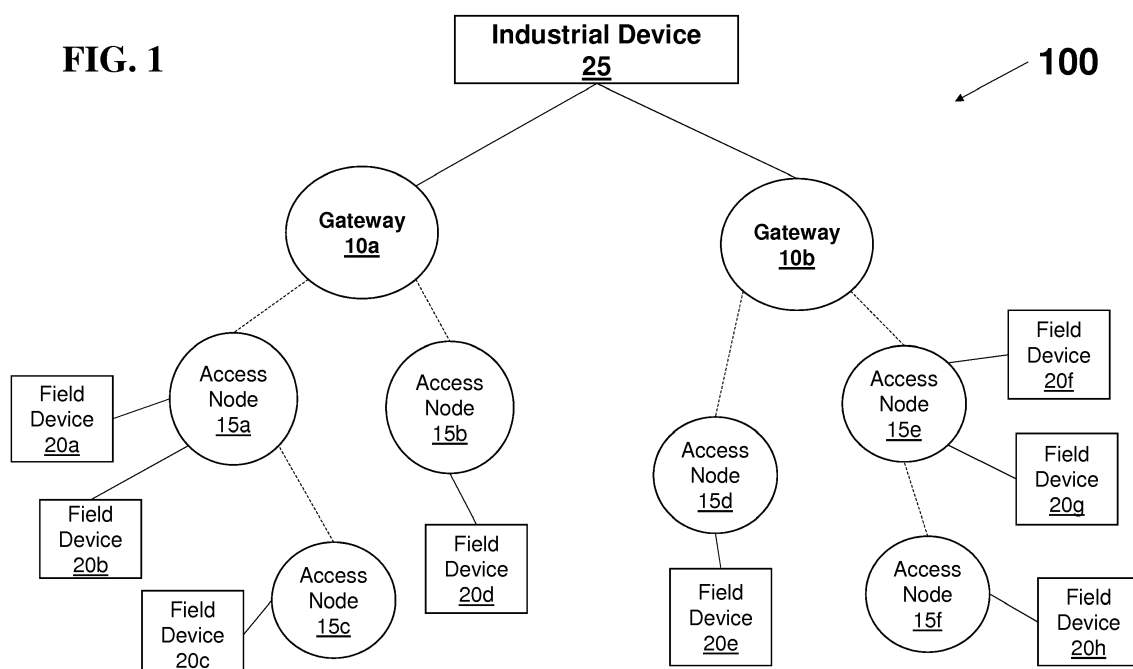 FIG. 1
Industrial Device
25
100
Gateway
10a
Gateway
10b
Access
Node
15a
Access
Node
15b
Access
Node
15e
Field
Device
20f
Field
Device
20a
Access
Node
15d
Field
Device
20g
Field
Device
20b
Field
Device
20d
Access
Node
15c
Field
Device
20c
Field
Device
20e
Access
Node
15f
Field
Device
20h